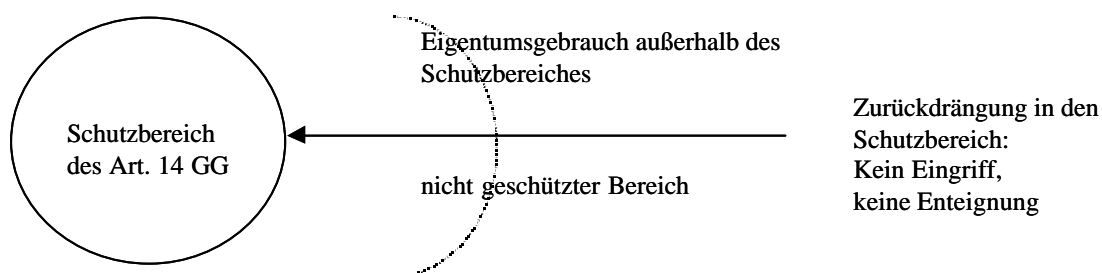 Schutzbereich
des Art. 14 GG
Eigentumsgebrauch außerhalb des
Schutzbereiches
nicht geschützter Bereich
Zurückdrängung in den
Schutzbereich:
Kein Eingriff,
keine Enteignung